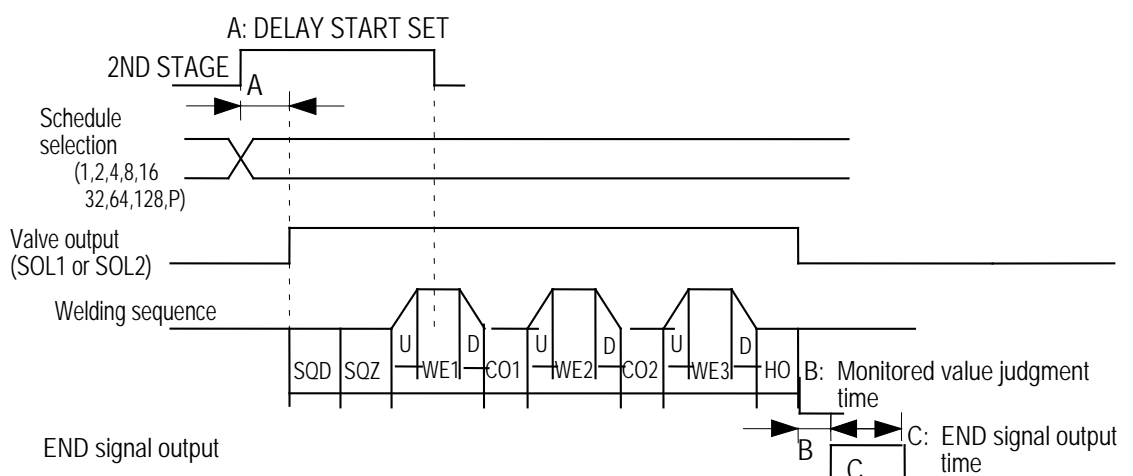 A: DELAY START SET
2ND STAGE
A
Schedule
selection
(1,2,4,8,16
32,64,128,P)
Valve output
(SOL1 or SOL2)
Welding sequence
SQD SQZ U WE1 D CO1 U WE2 D CO2 U WE3 D HO
B: Monitored value judgment
time
END signal output
B
C
C: END signal output
time